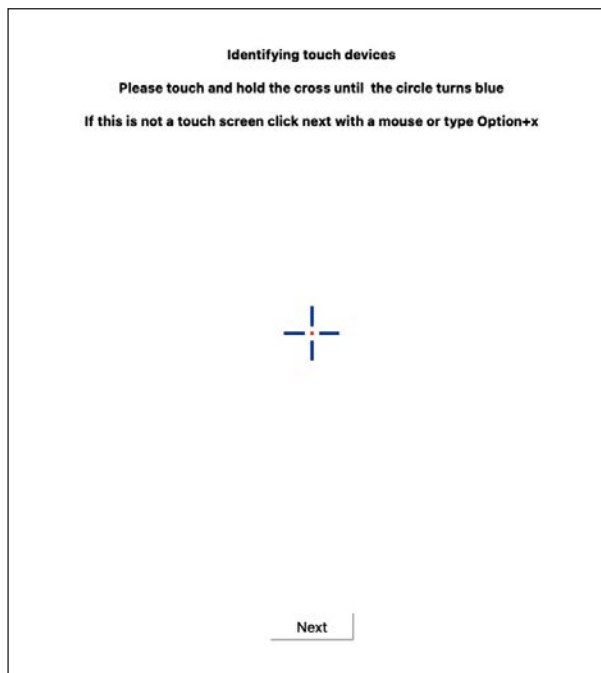 Identifying touch devices
Please touch and hold the cross until  the circle turns blue
If this is not a touch screen click next with a mouse or type Option+x
Next